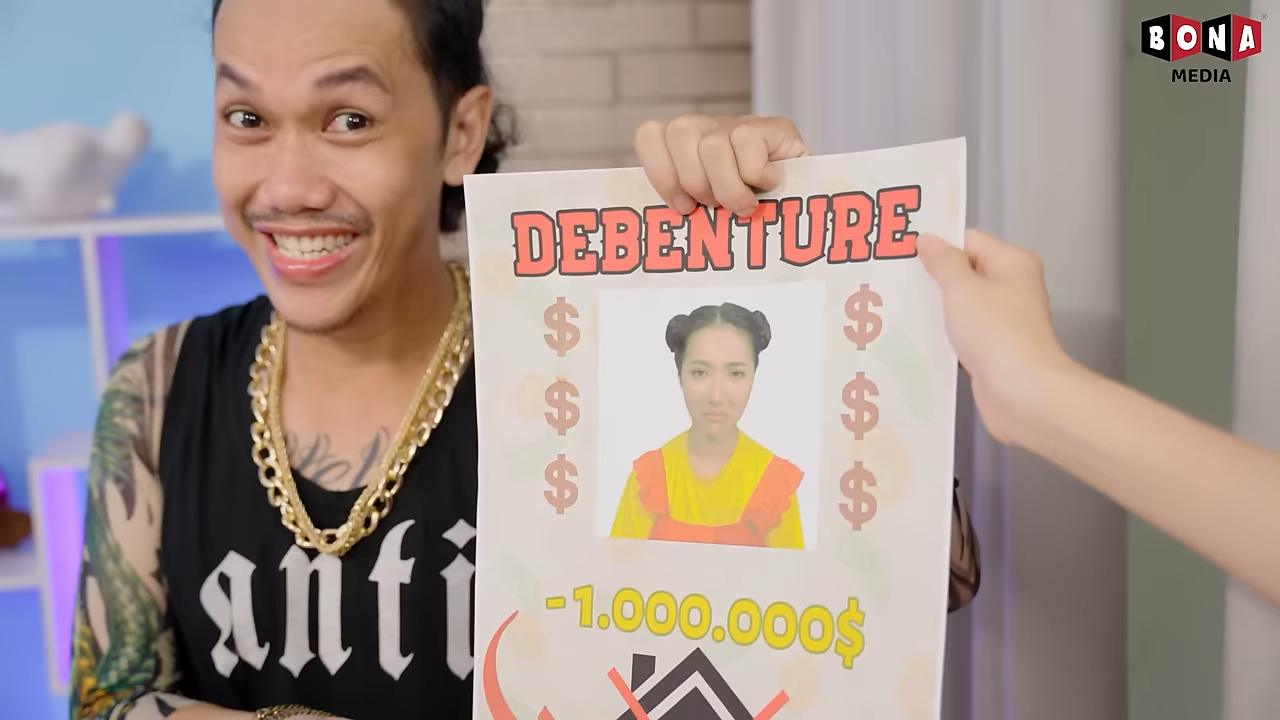 BONA
MEDIA
DEBENTURE
$ $
$ $
$ $
-1.000.000$
anti